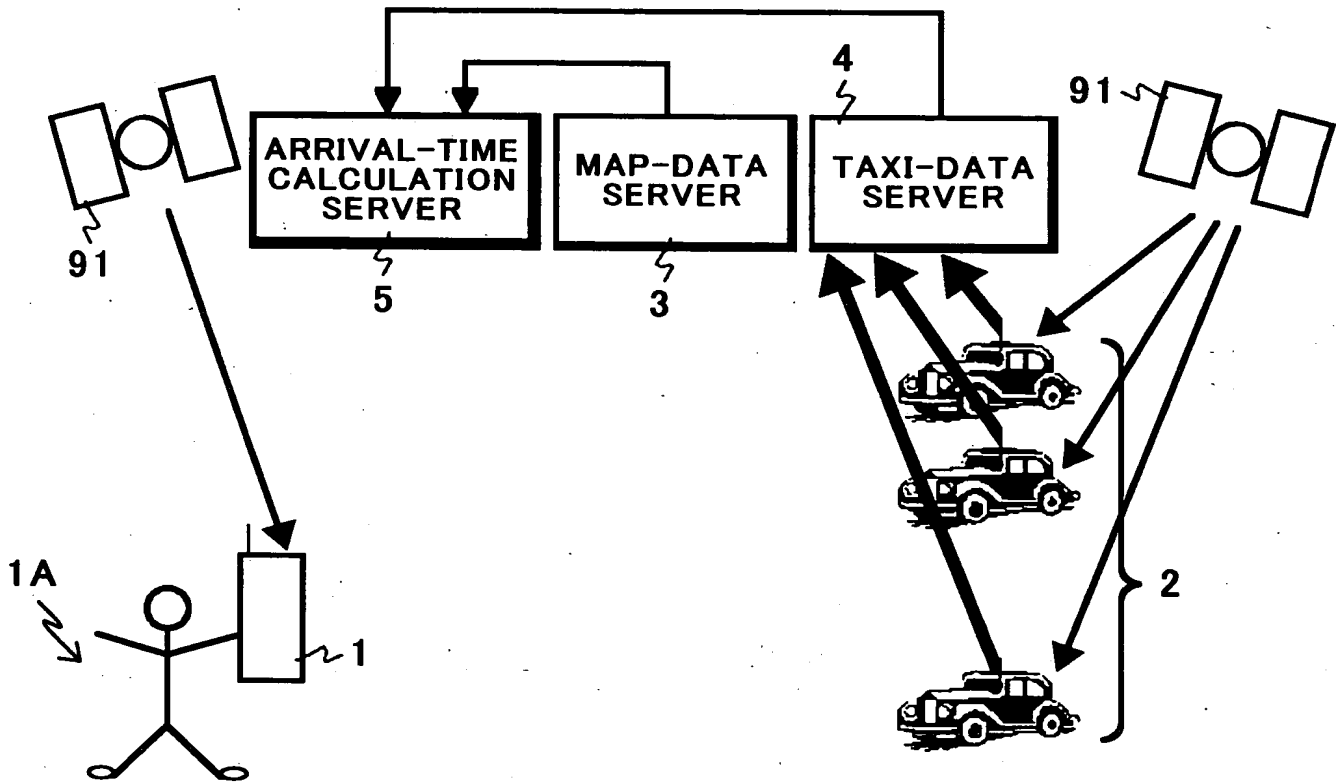 4
91
ARRIVAL-TIME
CALCULATION
SERVER
MAP-DATA
SERVER
TAXI-DATA
SERVER
91
5
3
1A
1
2